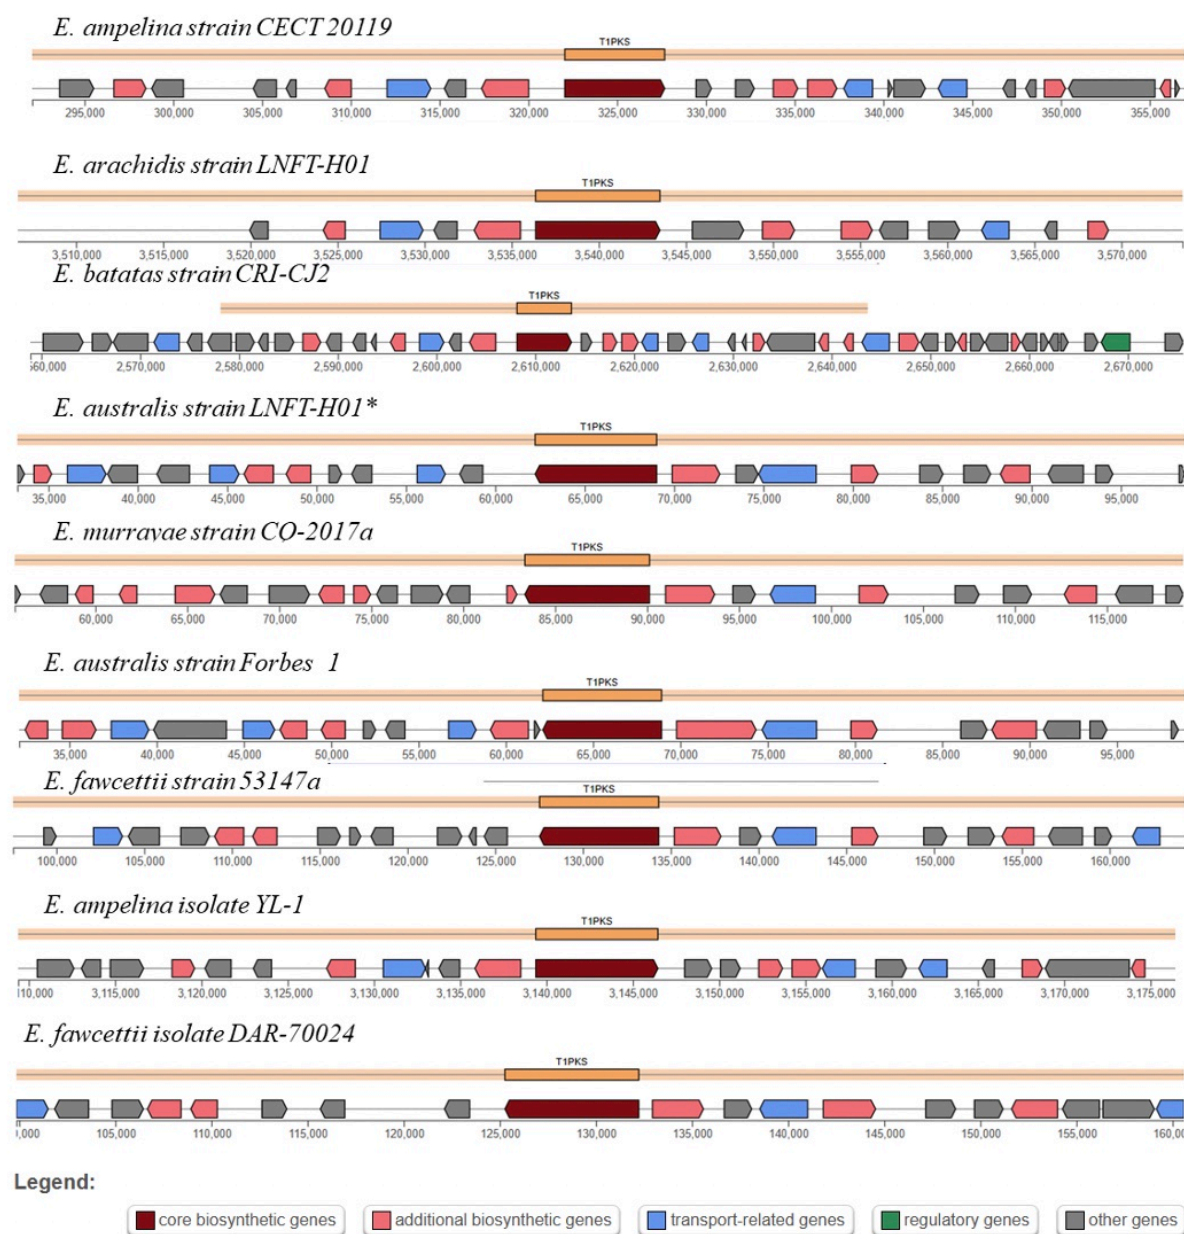 E. ampelina strain CECT 20119
T1PKS
295,000 300,000 305,000 310,000 315,000 320,000 325,000 330,000 335,000 340,000 345,000 350,000 355,000
E. arachidis strain LNFT-H01
T1PKS
3,510,000 3,515,000 3,520,000 3,525,000 3,530,000 3,535,000 3,540,000 3,545,000 3,550,000 3,555,000 3,560,000 3,565,000 3,570,000
E. batatas strain CRI-CJ2
T1PKS
560,000 2,570,000 2,580,000 2,590,000 2,600,000 2,610,000 2,620,000 2,630,000 2,640,000 2,650,000 2,660,000 2,670,000
E. australis strain LNFT-H01*
T1PKS
35,000 40,000 45,000 50,000 55,000 60,000 65,000 70,000 75,000 80,000 85,000 90,000 95,000
E. murrayae strain CQ-2017a
T1PKS
60,000 65,000 70,000 75,000 80,000 85,000 90,000 95,000 100,000 105,000 110,000 115,000
E. australis strain Forbes 1
T1PKS
35,000 40,000 45,000 50,000 55,000 60,000 65,000 70,000 75,000 80,000 85,000 90,000 95,000
E. fawcettii strain 53147a
T1PKS
100,000 105,000 110,000 115,000 120,000 125,000 130,000 135,000 140,000 145,000 150,000 155,000 160,000
E. ampelina isolate YL-1
T1PKS
110,000 3,115,000 3,120,000 3,125,000 3,130,000 3,135,000 3,140,000 3,145,000 3,150,000 3,155,000 3,160,000 3,165,000 3,170,000 3,175,000
E. fawcettii isolate DAR-70024
T1PKS
0,000 105,000 110,000 115,000 120,000 125,000 130,000 135,000 140,000 145,000 150,000 155,000 160,00
Legend:
core biosynthetic genes additional biosynthetic genes transport-related genes regulatory genes other genes